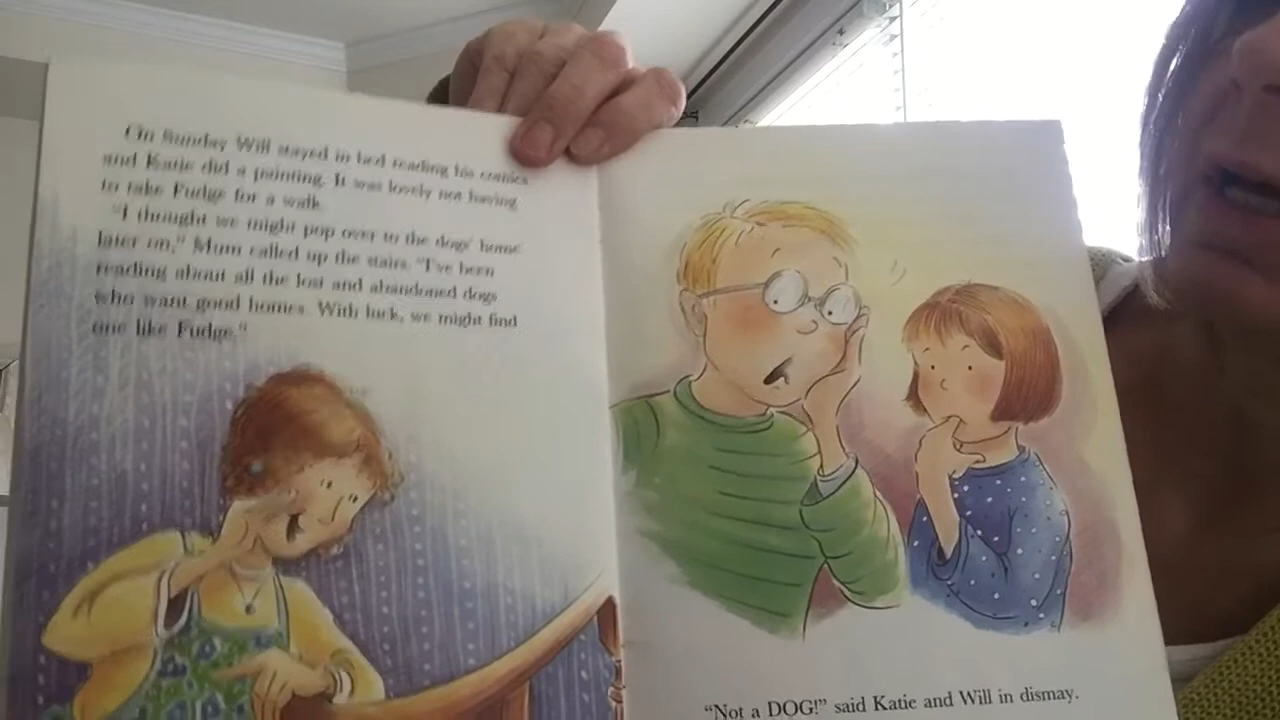 On Sunday Will stayed in bed reading his comics
and Katie did a painting. It was lovely not having
to take Fudge for a walk.
"I thought we might pop over to the dogs' home
later on," Mum called up the stairs. "I've been
reading about all the lost and abandoned dogs
who want good homes. With luck, we might find
one like Fudge."
"Not a DOG!" said Katie and Will in dismay.